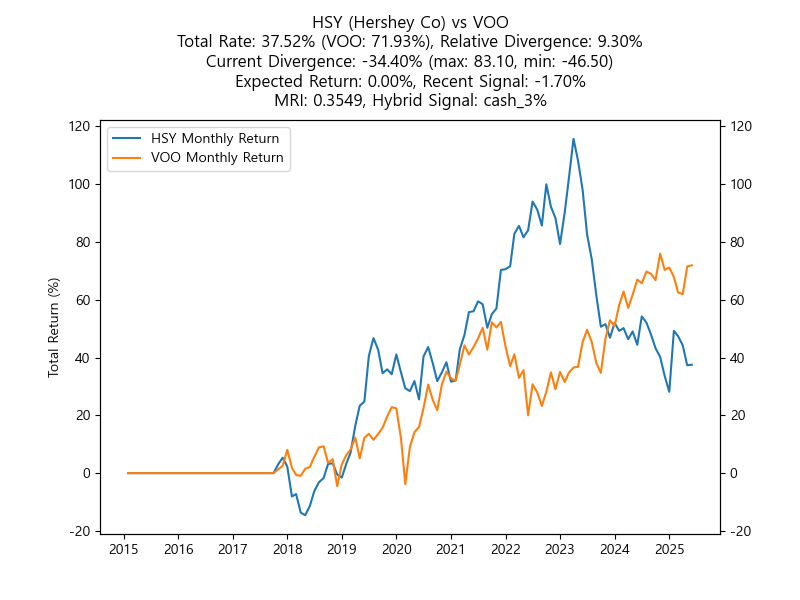 HSY (Hershey Co) vs VOO
Total Rate: 37.52% (VOO: 71.93%), Relative Divergence: 9.30%
Current Divergence: -34.40% (max: 83.10, min: -46.50)
Expected Return: 0.00%, Recent Signal: -1.70%
MRI: 0.3549, Hybrid Signal: cash_3%
HSY Monthly Return
VOO Monthly Return
Total Return (%)
120
100
80
60
40
20
0
-20
120
100
80
60
40
20
0
-20
2015 2016 2017 2018 2019 2020 2021 2022 2023 2024 2025